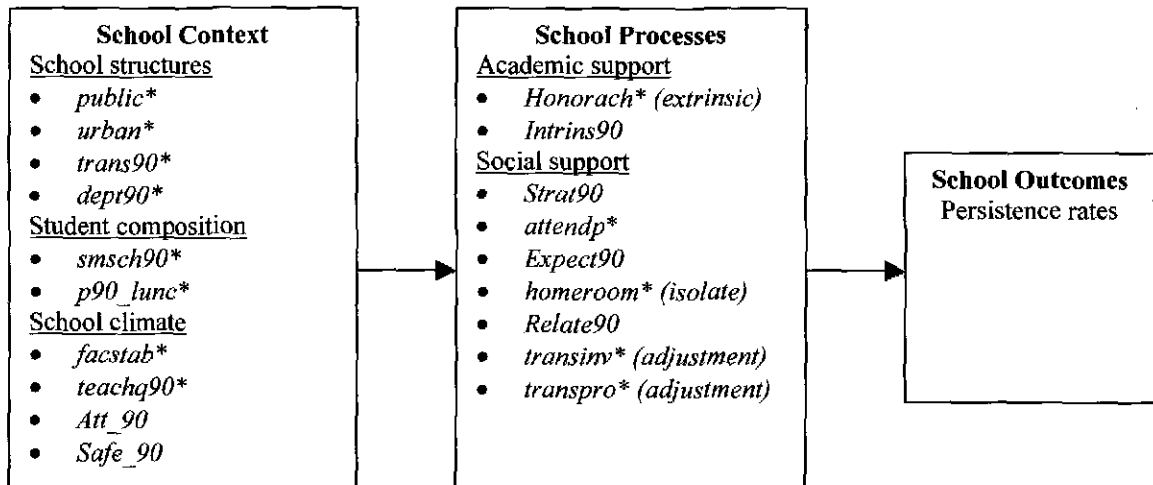 School Context
School structures
• public*
• urban*
• trans90*
• dept90*
Student composition
• smsch90*
• p90_lunc*
School climate
• facstab*
• teachq90*
• Att_90
• Safe_90
School Processes
Academic support
• Honorach* (extrinsic)
• Intrins90
Social support
• Strat90
• attendp*
• Expect90
• homeroom* (isolate)
• Relate90
• transinv* (adjustment)
• transpro* (adjustment)
School Outcomes
Persistence rates